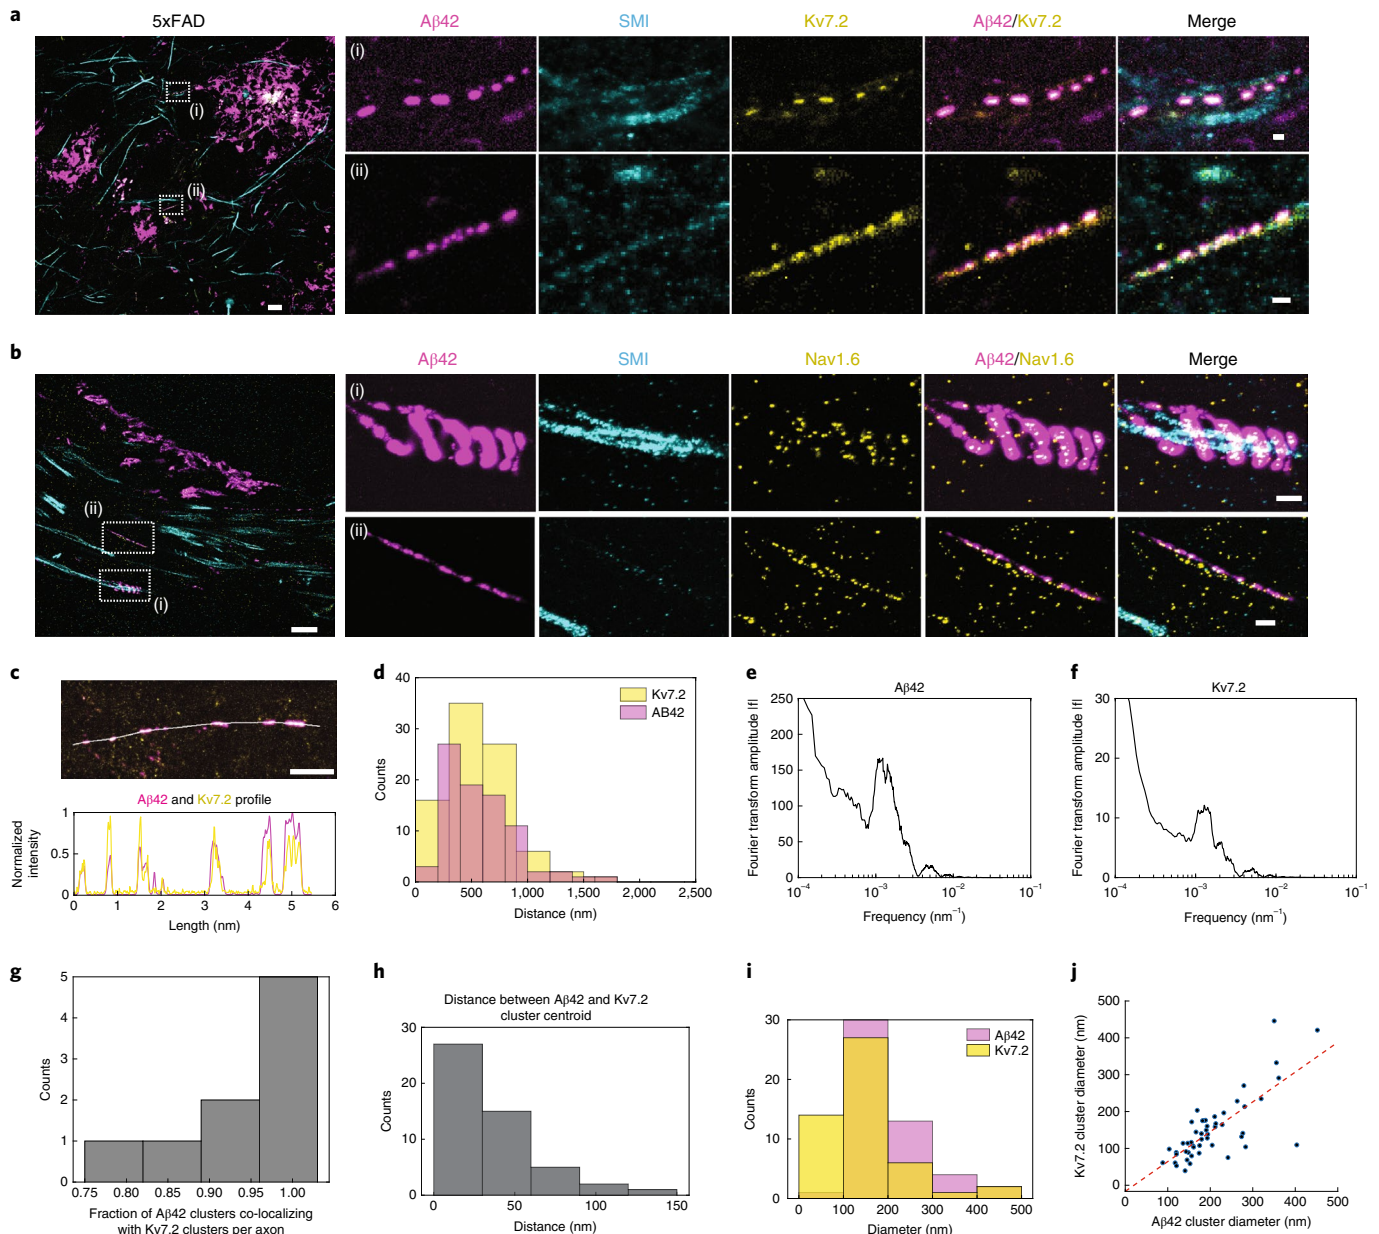 a
5xFAD
Aβ42
SMI
Kv7.2
Aβ42/Kv7.2
Merge
(i)
(i)
(ii)
(ii)
b
Aβ42
SMI
Nav1.6
Aβ42/Nav1.6
Merge
(i)
(ii)
(ii)
(i)
c
Aβ42 and Kv7.2 profile
Normalized intensity
1
0.5
0
0 1 2 3 4 5 6
Length (nm)
d
Kv7.2
AB42
Counts
40
30
20
10
0
0 500 1,000 1,500 2,000 2,500
Distance (nm)
e
Aβ42
Fourier transform amplitude |f|
250
200
150
100
50
0
10⁻⁴ 10⁻³ 10⁻² 10⁻¹
Frequency (nm⁻¹)
f
Kv7.2
Fourier transform amplitude |f|
30
20
10
0
10⁻⁴ 10⁻³ 10⁻² 10⁻¹
Frequency (nm⁻¹)
g
Counts
5
4
3
2
1
0
0.75 0.80 0.85 0.90 0.95 1.00
Fraction of Aβ42 clusters co-localizing
with Kv7.2 clusters per axon
h
Distance between Aβ42 and Kv7.2
cluster centroid
Counts
30
20
10
0
0 50 100 150
Distance (nm)
i
Aβ42
Kv7.2
Counts
30
20
10
0
0 100 200 300 400 500
Diameter (nm)
j
Kv7.2 cluster diameter (nm)
500
400
300
200
100
0
0 100 200 300 400 500
Aβ42 cluster diameter (nm)